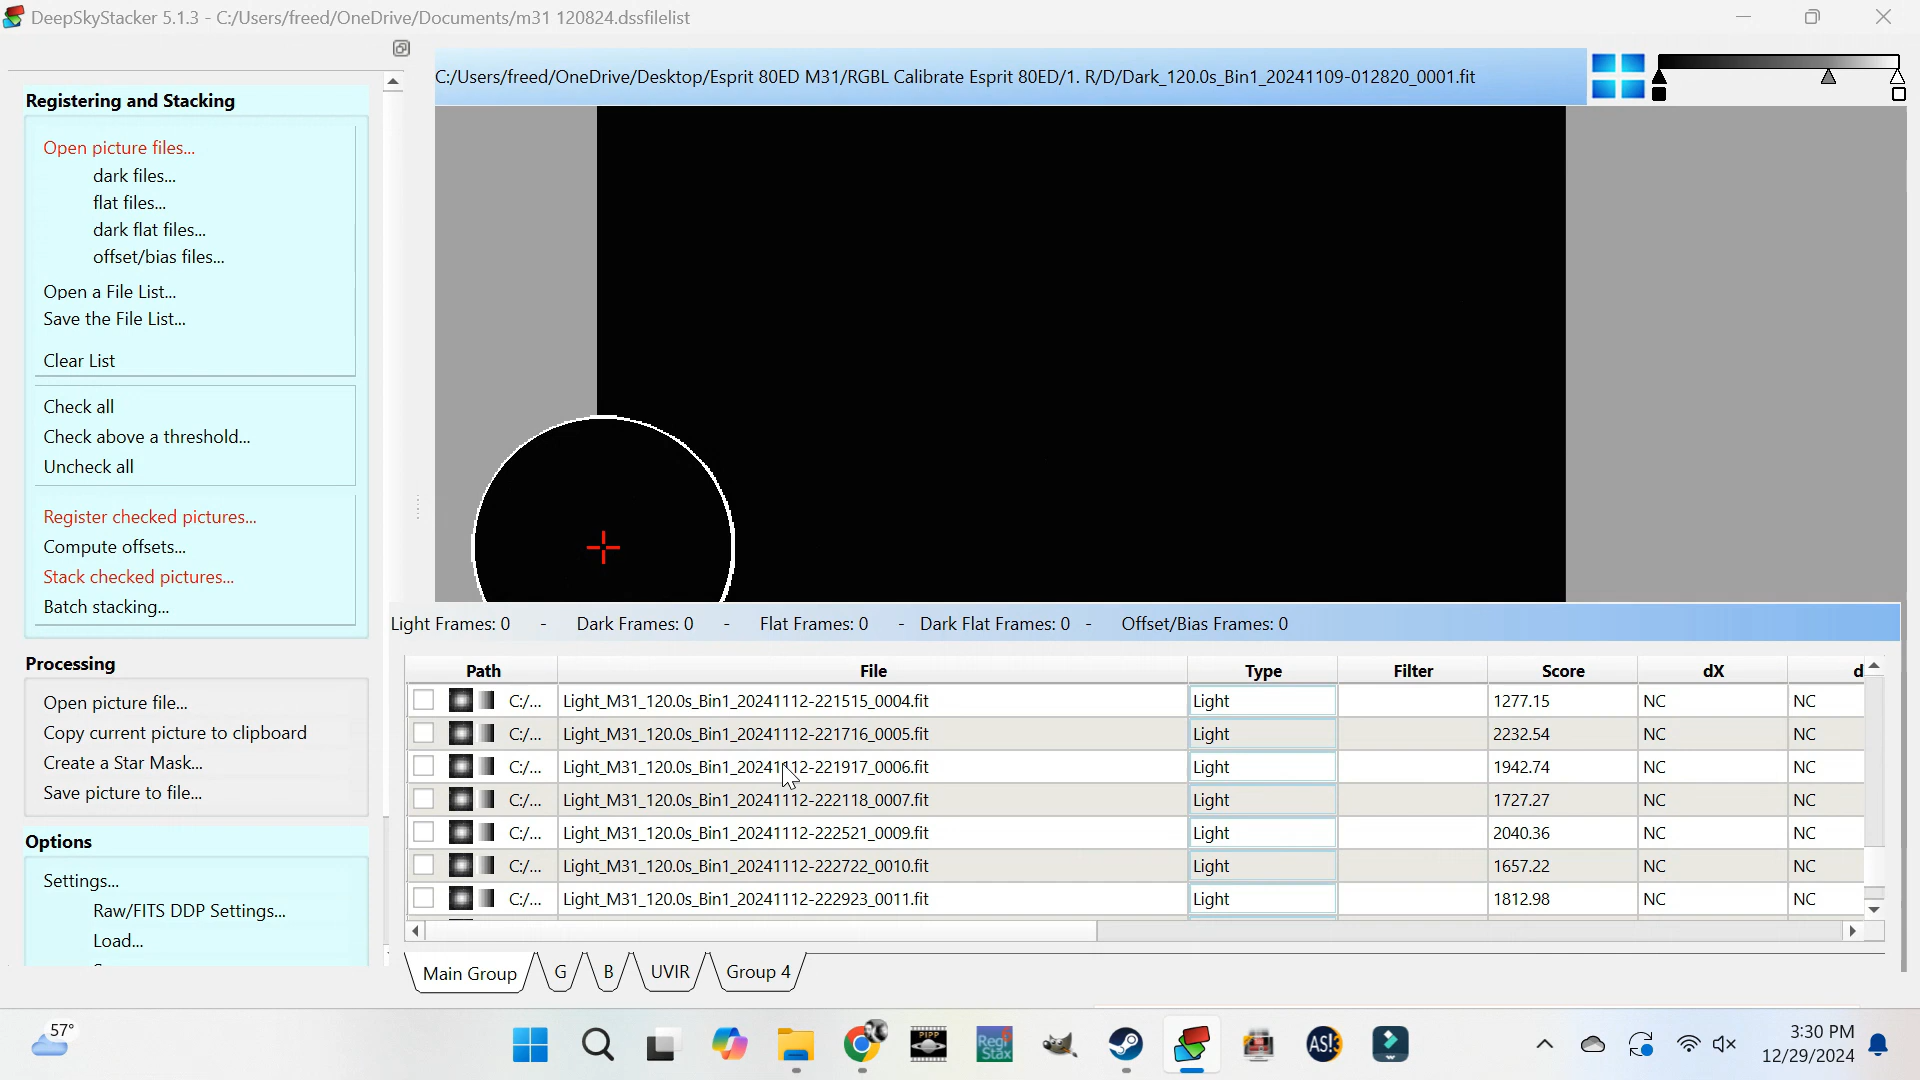 DeepSkyStacker 5.1.3 - C:/Users/freed/OneDrive/Documents/m31 120824.dssfilelist
C:/Users/freed/OneDrive/Desktop/Esprit 80ED M31/RGBL Calibrate Esprit 80ED/1. R/D/Dark_120.0s_Bin1_20241109-012820_0001.fit
Registering and Stacking
Open picture files...
dark files...
flat files...
dark flat files...
offset/bias files...
Open a File List...
Save the File List...
Clear List
Check all
Check above a threshold...
Uncheck all
Register checked pictures...
Compute offsets...
Stack checked pictures...
Batch stacking...
Processing
Open picture file...
Copy current picture to clipboard
Create a Star Mask...
Save picture to file...
Options
Settings...
Raw/FITS DDP Settings...
Load...
Light Frames: 0 - Dark Frames: 0 - Flat Frames: 0 - Dark Flat Frames: 0 - Offset/Bias Frames: 0
Path File Type Filter Score dX d
C:/... Light_M31_120.0s_Bin1_20241112-221515_0004.fit Light 1277.15 NC NC
C:/... Light_M31_120.0s_Bin1_20241112-221716_0005.fit Light 2232.54 NC NC
C:/... Light_M31_120.0s_Bin1_20241112-221917_0006.fit Light 1942.74 NC NC
C:/... Light_M31_120.0s_Bin1_20241112-222118_0007.fit Light 1727.27 NC NC
C:/... Light_M31_120.0s_Bin1_20241112-222521_0009.fit Light 2040.36 NC NC
C:/... Light_M31_120.0s_Bin1_20241112-222722_0010.fit Light 1657.22 NC NC
C:/... Light_M31_120.0s_Bin1_20241112-222923_0011.fit Light 1812.98 NC NC
Main Group G B UVIR Group 4
57°
PIPP
Regi
Stax
AS!3
3:30 PM
12/29/2024